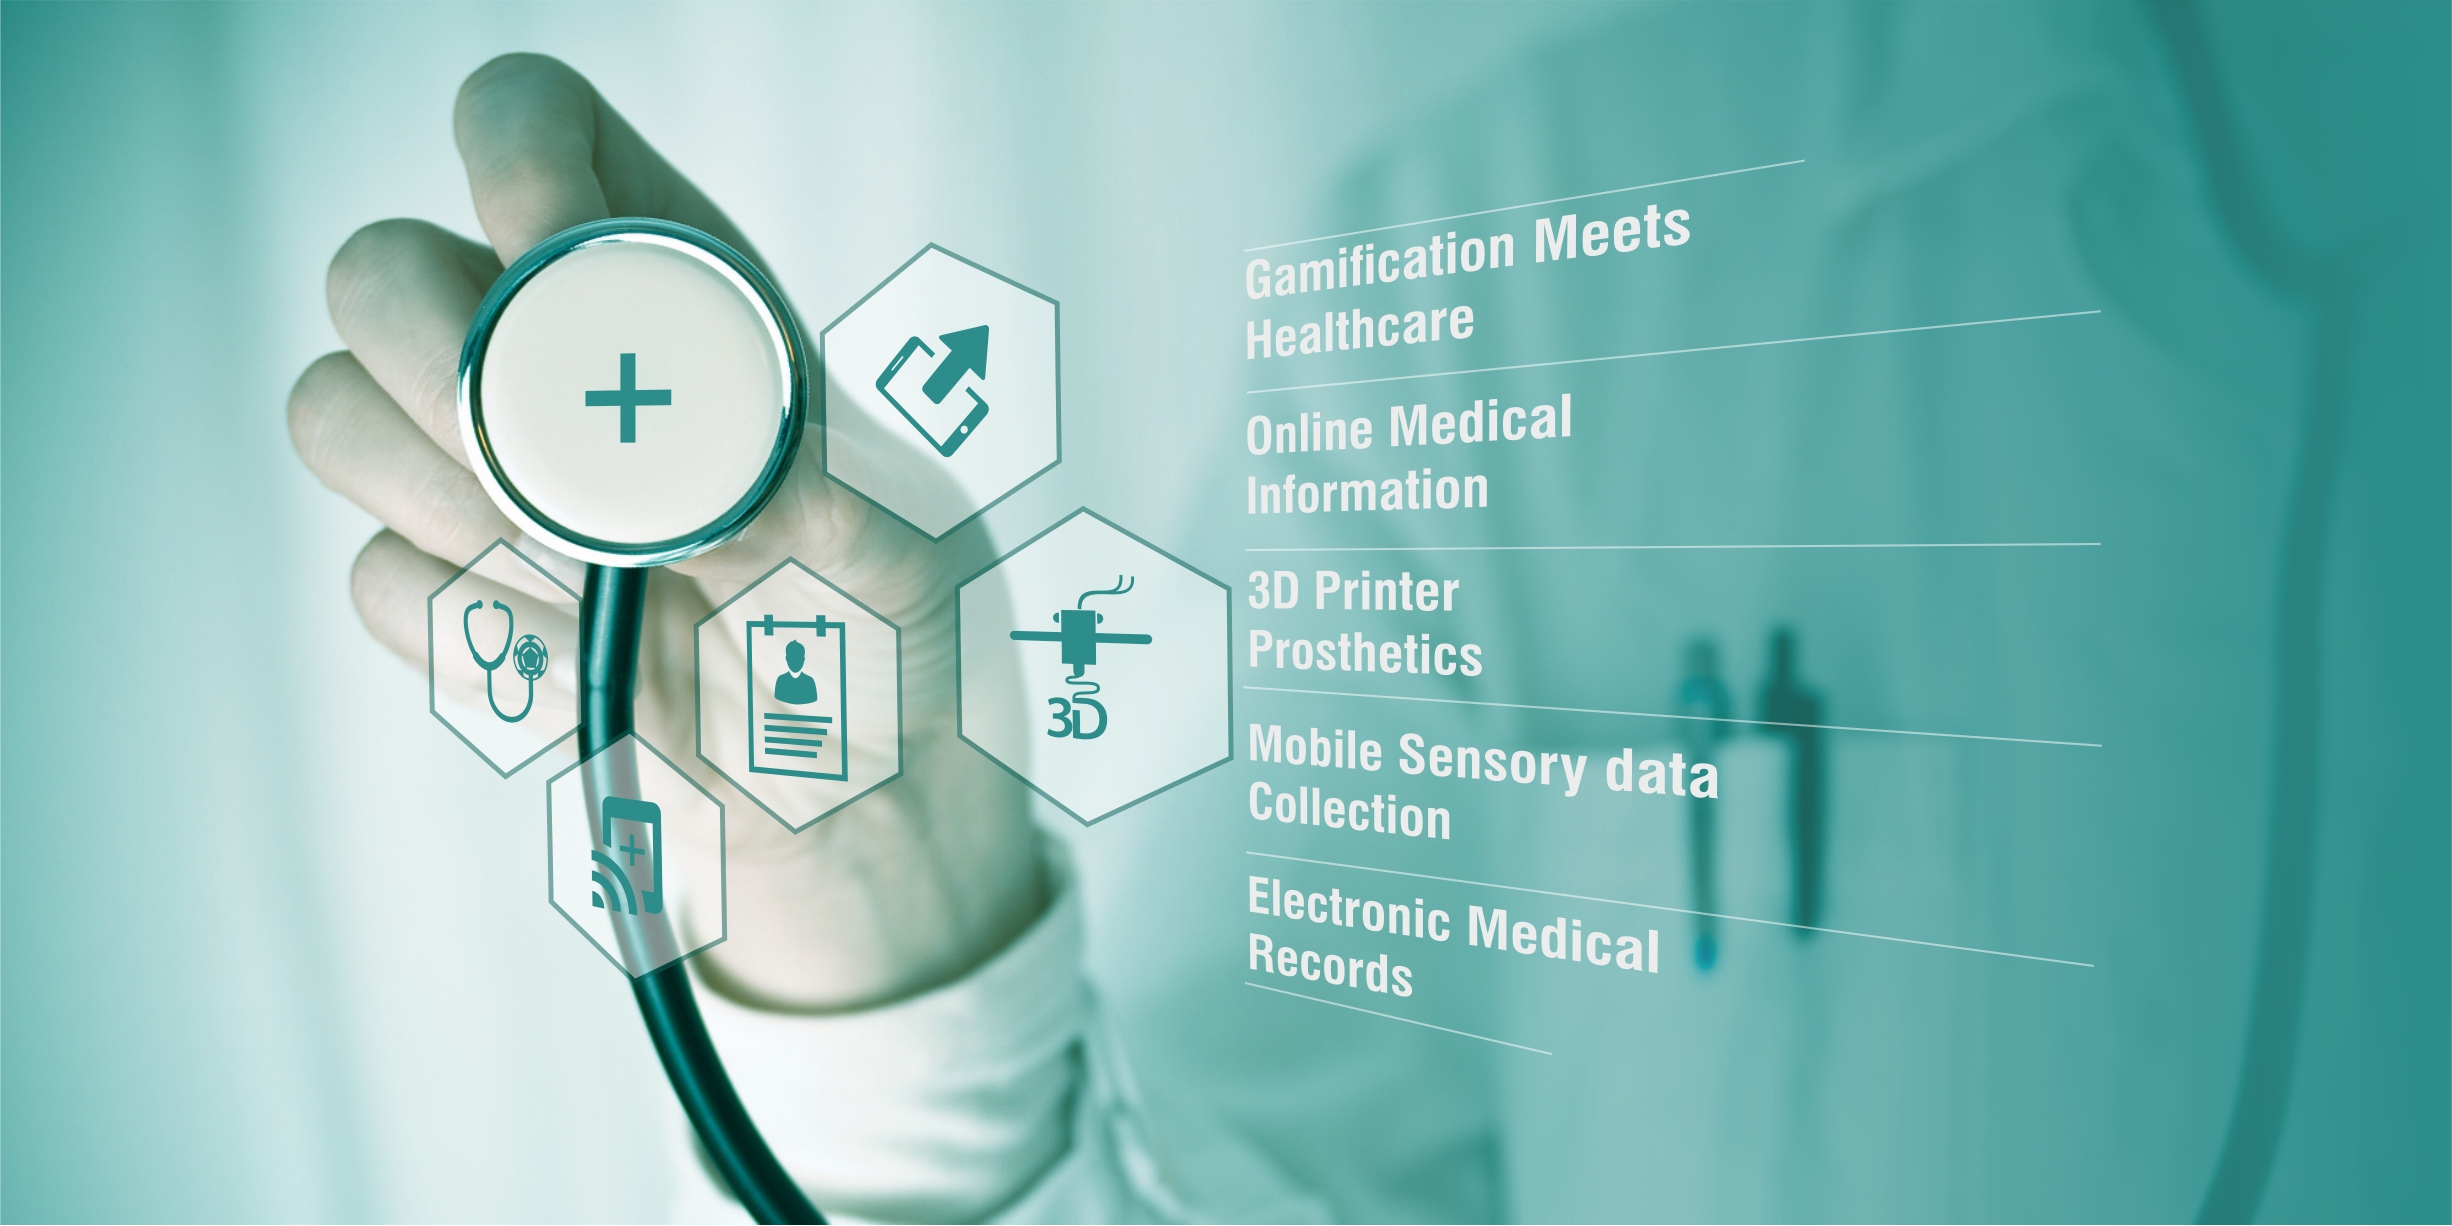 Gamification Meets
Healthcare
Online Medical
Information
3D Printer
Prosthetics
Mobile Sensory data
Collection
Electronic Medical
Records
3D